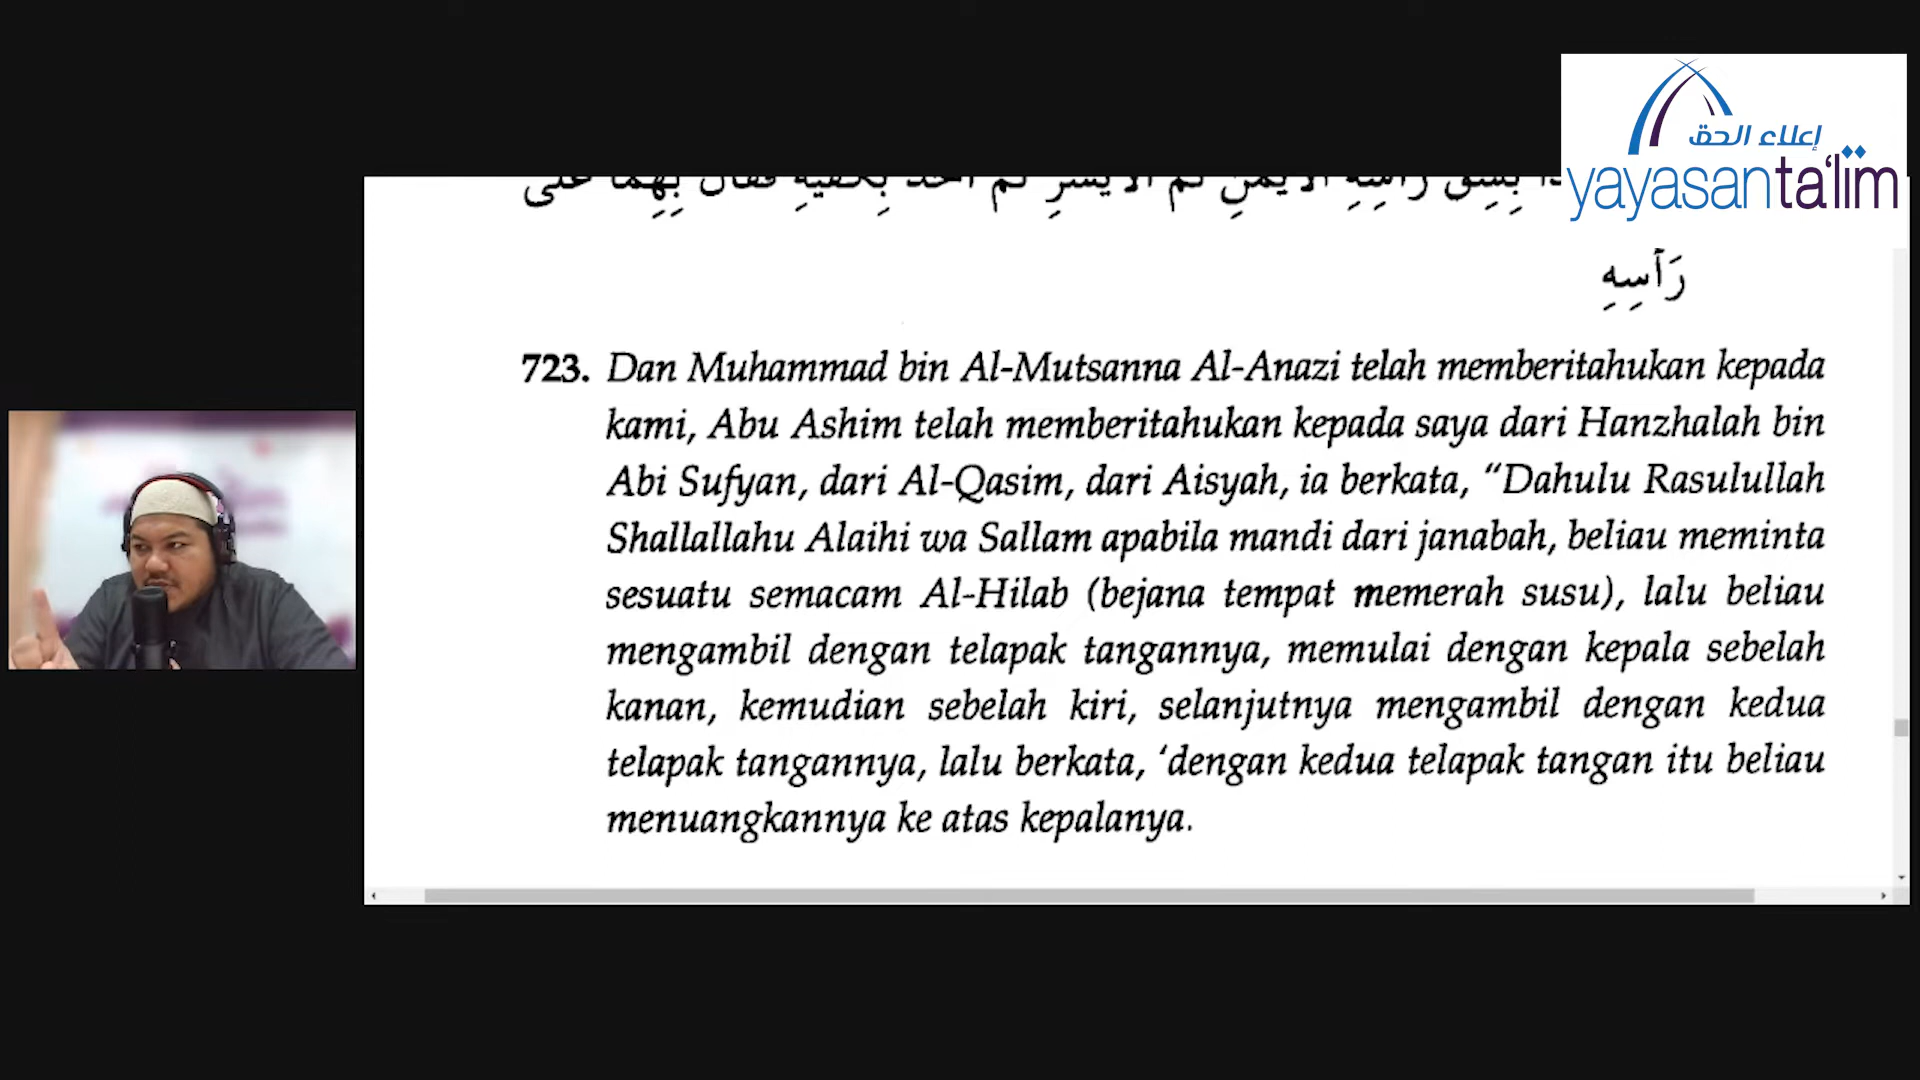 إعلاء الحق
yayasanta'lim
رَأْسِهِ
723. Dan Muhammad bin Al-Mutsanna Al-Anazi telah memberitahukan kepada
kami, Abu Ashim telah memberitahukan kepada saya dari Hanzhalah bin
Abi Sufyan, dari Al-Qasim, dari Aisyah, ia berkata, “Dahulu Rasulullah
Shallallahu Alaihi wa Sallam apabila mandi dari janabah, beliau meminta
sesuatu semacam Al-Hilab (bejana tempat memerah susu), lalu beliau
mengambil dengan telapak tangannya, memulai dengan kepala sebelah
kanan, kemudian sebelah kiri, selanjutnya mengambil dengan kedua
telapak tangannya, lalu berkata, ‘dengan kedua telapak tangan itu beliau
menuangkannya ke atas kepalanya.